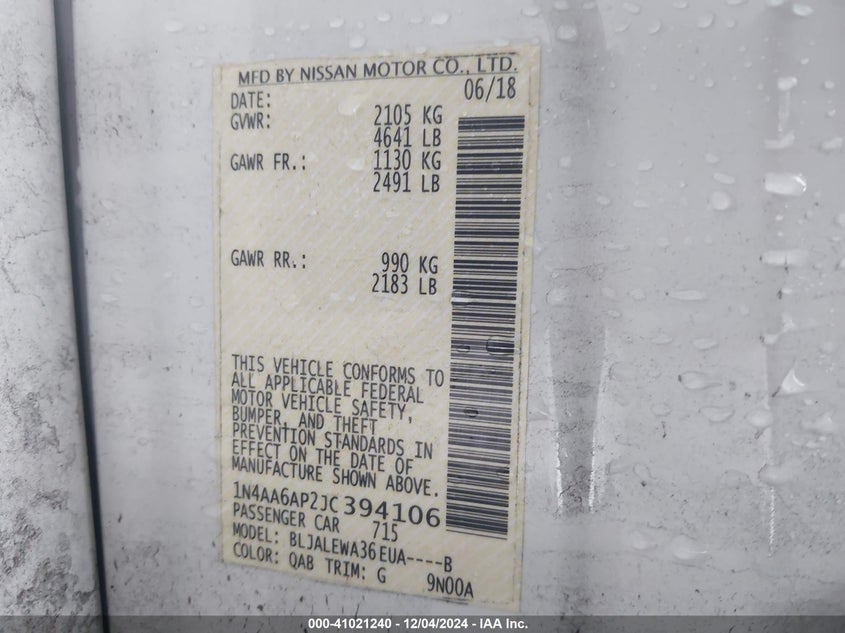 MFD BY NISSAN MOTOR CO., LTD.
DATE: 06/18
GVWR: 2105 KG
4641 LB
GAWR FR.: 1130 KG
2491 LB
GAWR RR.: 990 KG
2183 LB
THIS VEHICLE CONFORMS TO
ALL APPLICABLE FEDERAL
MOTOR VEHICLE SAFETY,
BUMPER, AND THEFT
PREVENTION STANDARDS IN
EFFECT ON THE DATE OF
MANUFACTURE SHOWN ABOVE.
1N4AA6AP2JC394106
PASSENGER CAR 715
MODEL: BLJALEWA36EUA----B
COLOR: QAB TRIM: G 9N00A
000-41021240 - 12/04/2024 - IAA Inc.